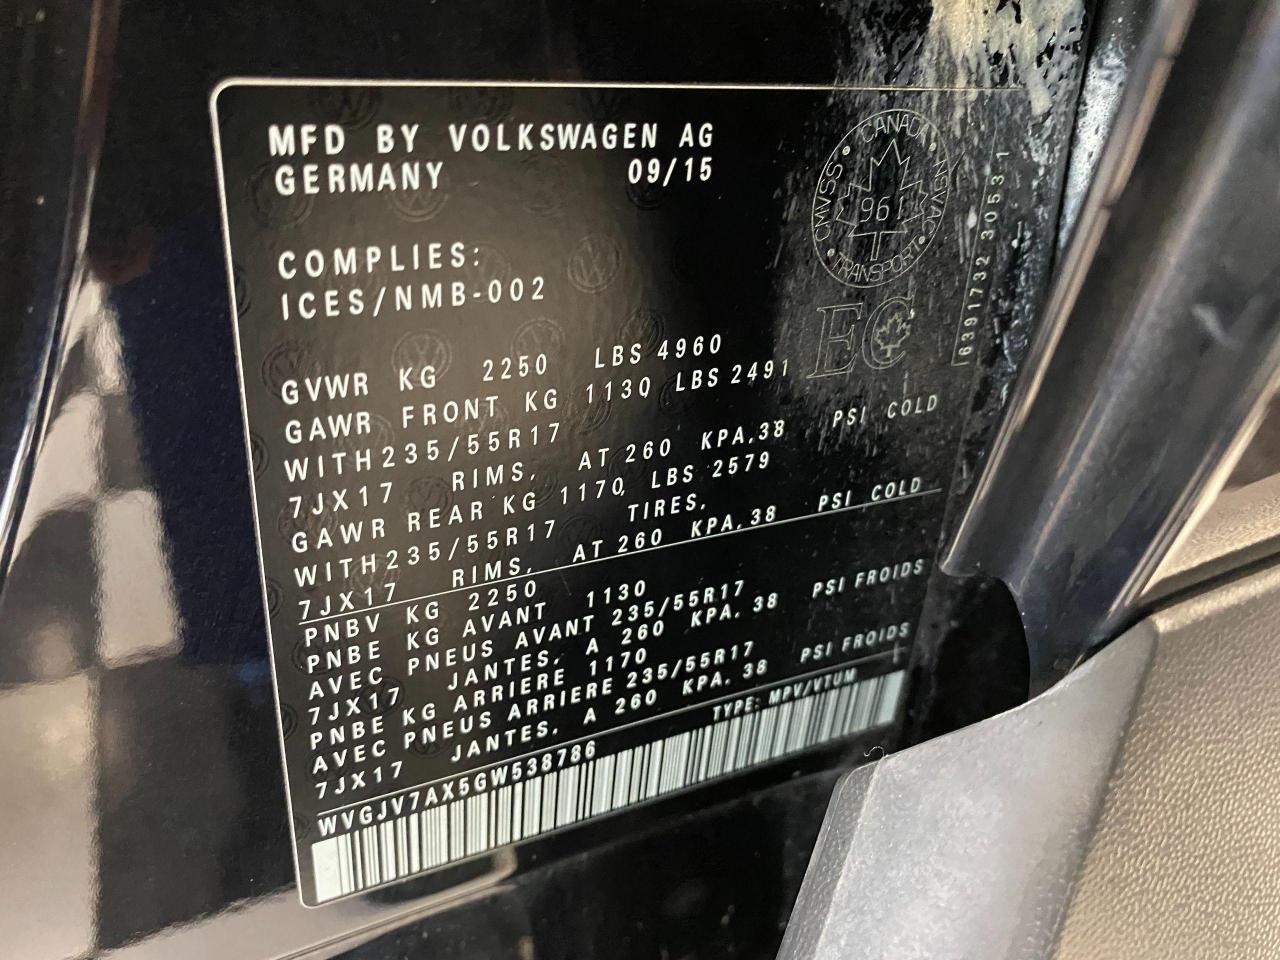 MFD BY VOLKSWAGEN AG
GERMANY 09/15
CANADA
CMVSS NSVAC
961
TRANSPORT
EC
6391732 305311
COMPLIES:
ICES/NMB-002
GVWR KG 2250 LBS 4960
GAWR FRONT KG 1130 LBS 2491
WITH235/55R17
7JX17 RIMS, AT 260 KPA.38 PSI COLD
GAWR REAR KG 1170, LBS 2579
WITH235/55R17 TIRES,
7JX17 RIMS, AT 260 KPA.38 PSI COLD
PNBV KG 2250
PNBE KG AVANT 1130
AVEC PNEUS AVANT 235/55R17
7JX17 JANTES, A 260 KPA. 38 PSI FROIDS
PNBE KG ARRIERE 1170
AVEC PNEUS ARRIERE 235/55R17
7JX17 JANTES, A 260 KPA. 38 PSI FROIDS
WVGJV7AX5GW538786 TYPE: MPV/VTUM